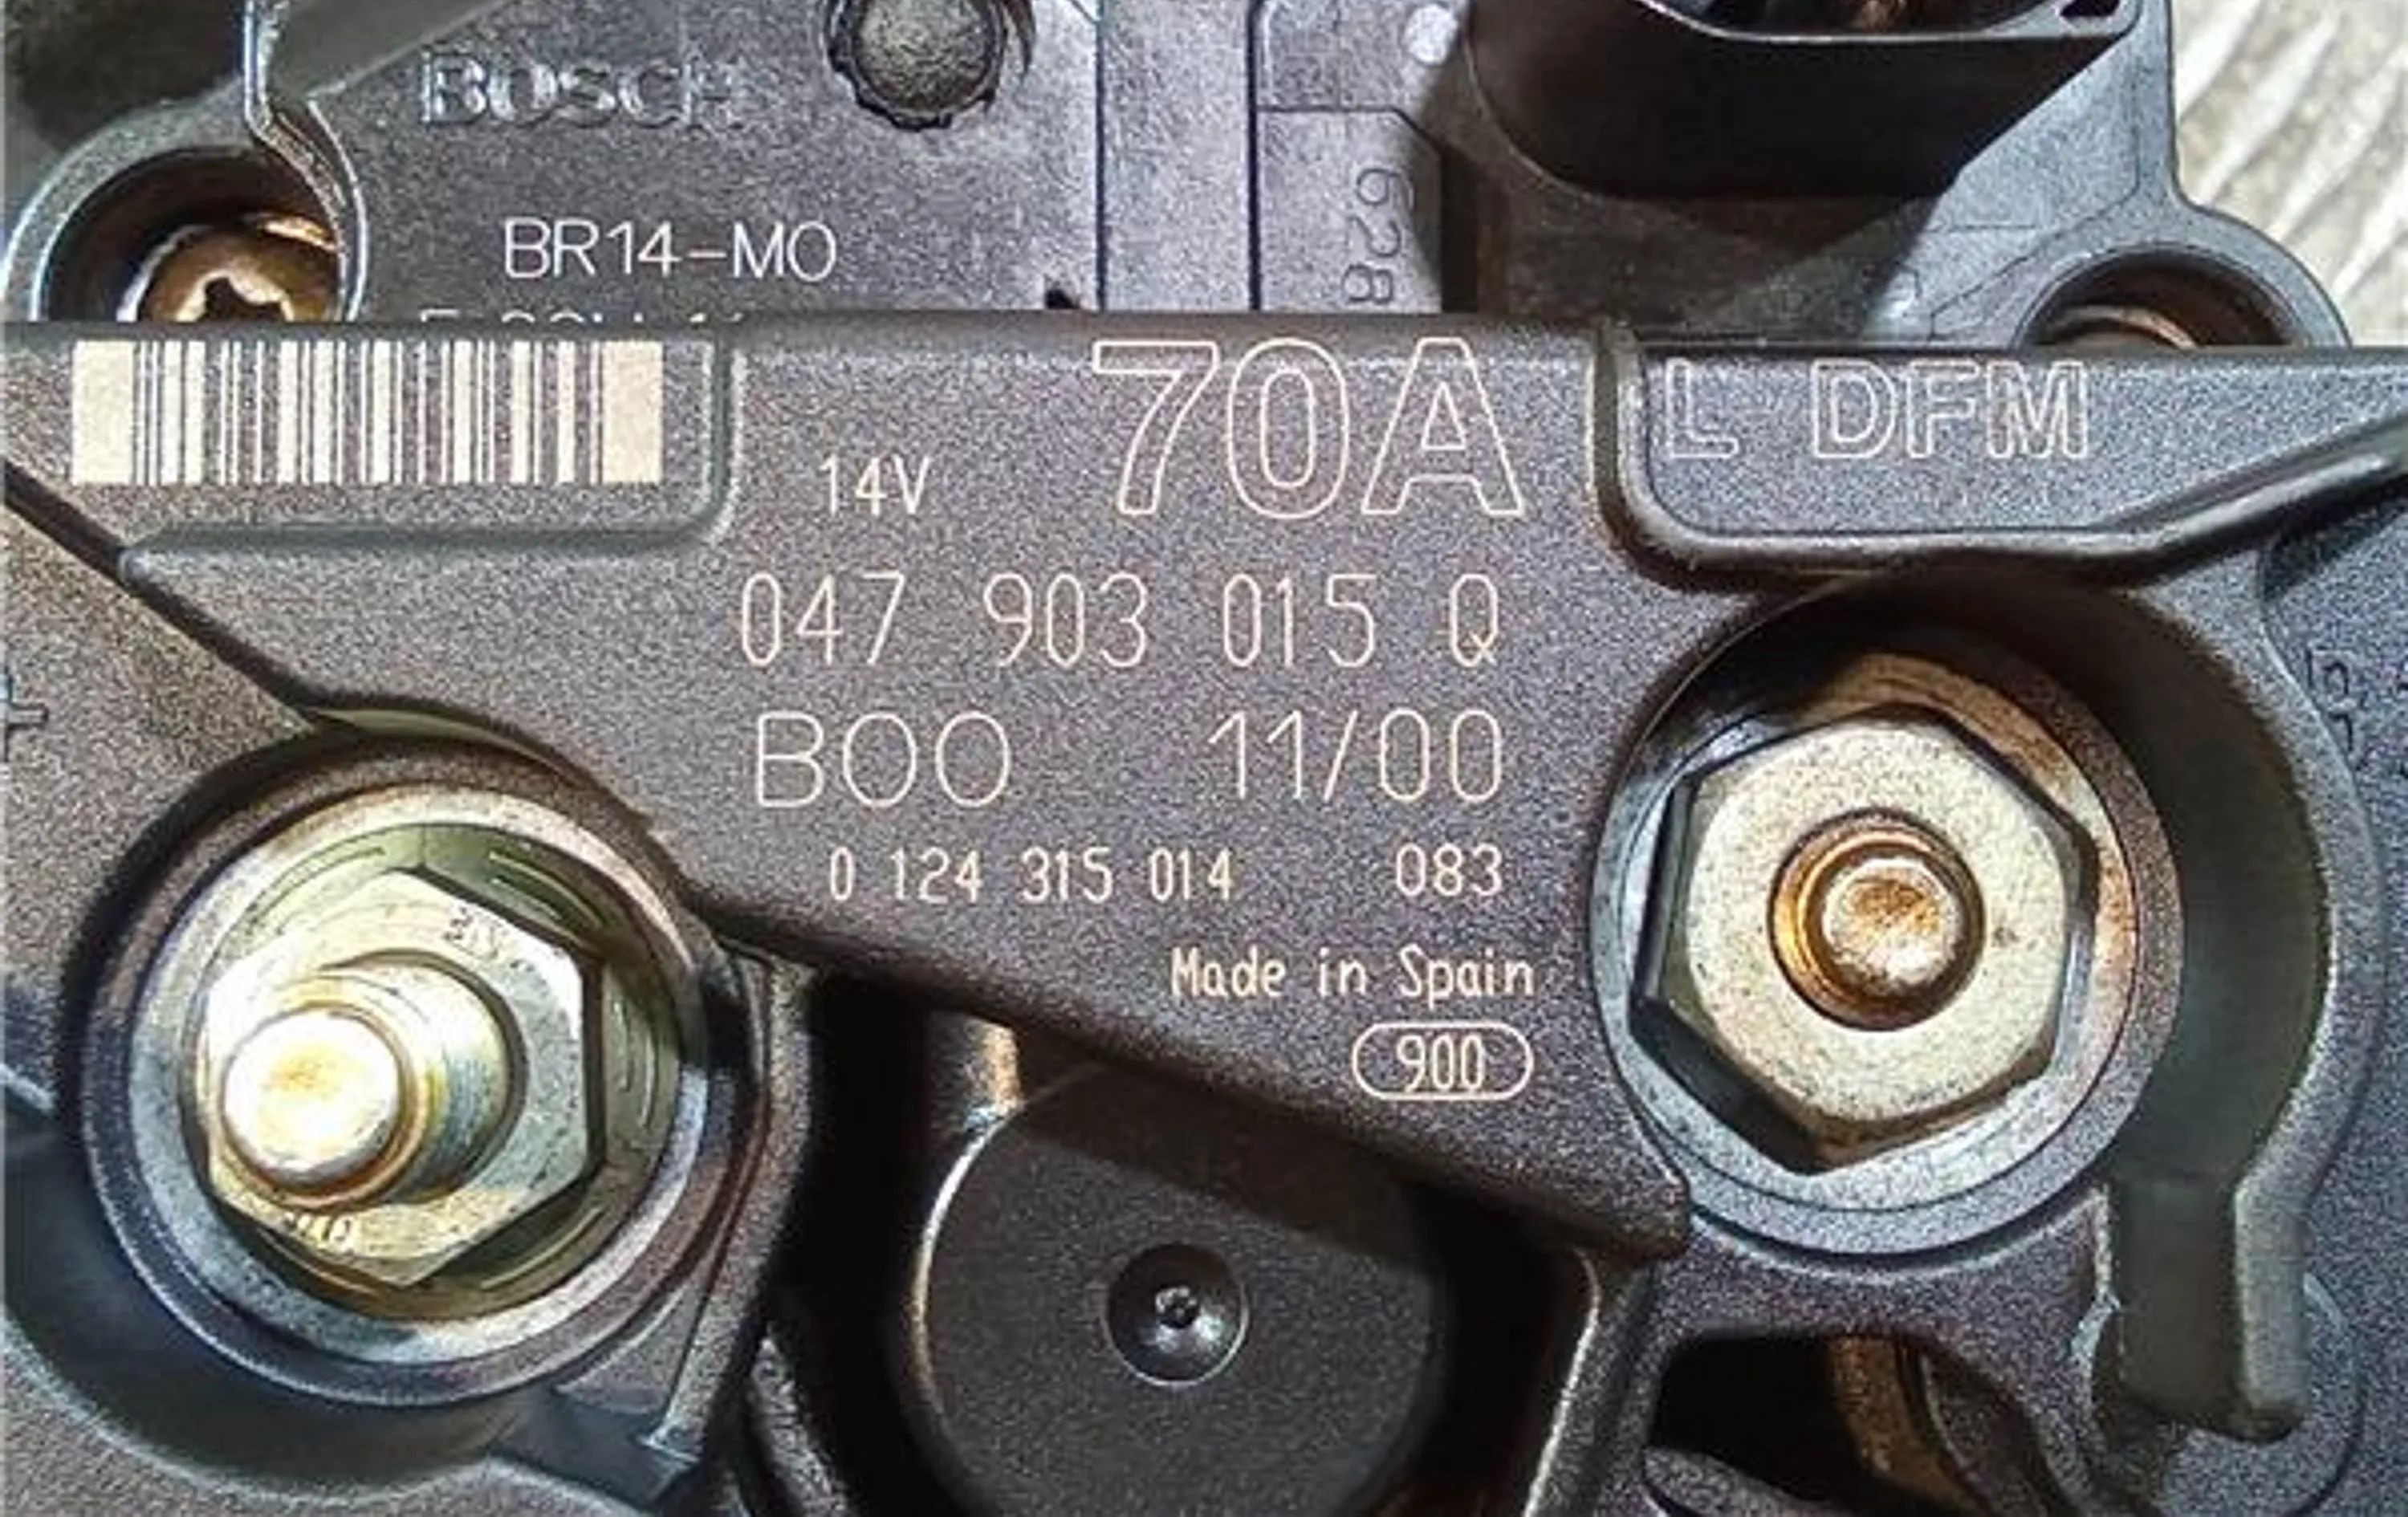 BOSCH
BR14-MO
628
14V 70A L DFM
047 903 015 Q
BOO 11/00
0 124 315 014 083
Made in Spain
900